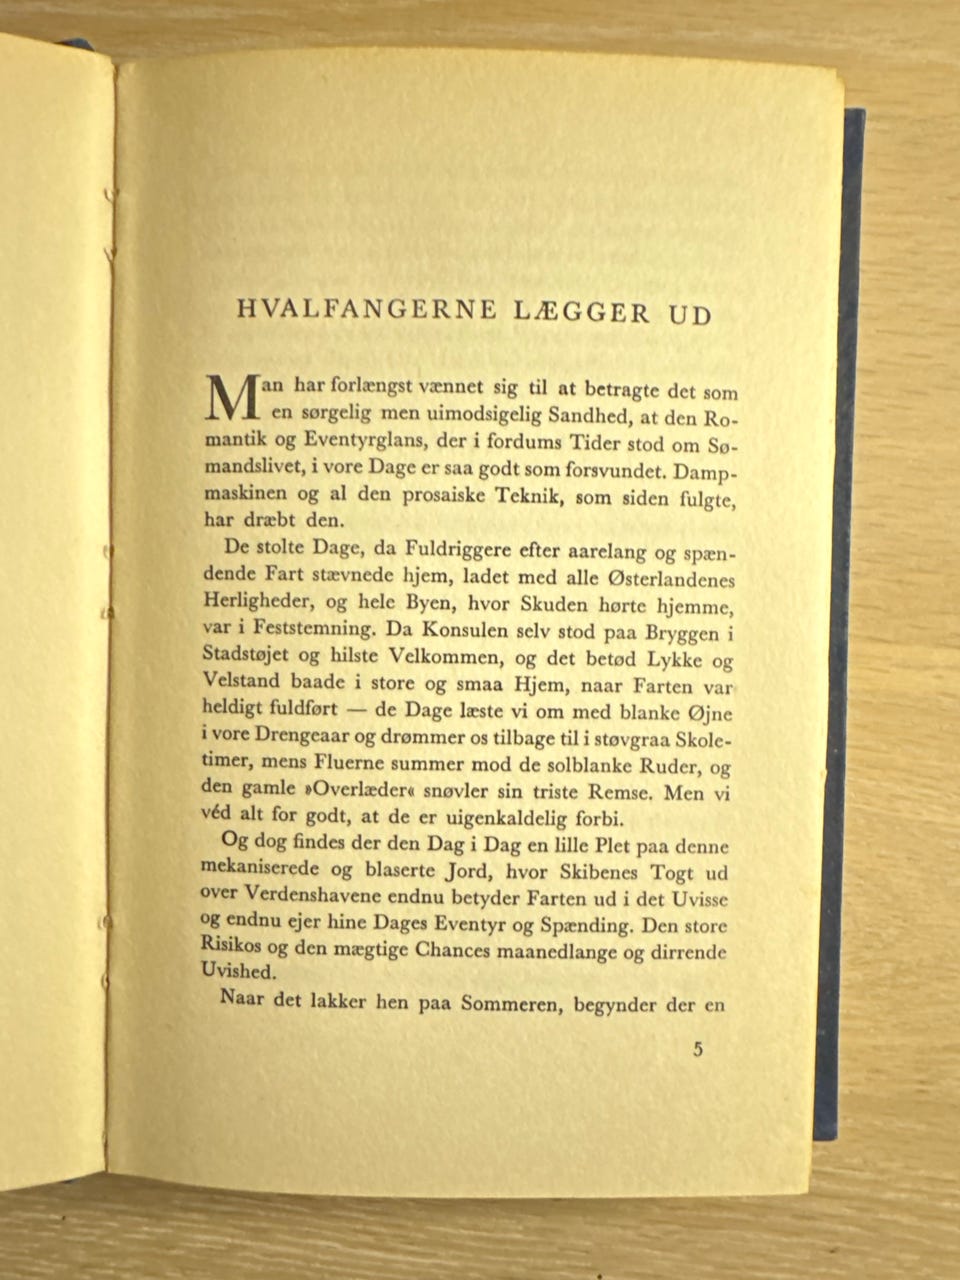 HVALFANGERNE LÆGGER UD
Man har forlængst vænnet sig til at betragte det som
en sørgelig men uimodsigelig Sandhed, at den Ro-
mantik og Eventyrglans, der i fordums Tider stod om Sø-
mandslivet, i vore Dage er saa godt som forsvundet. Damp-
maskinen og al den prosaiske Teknik, som siden fulgte,
har dræbt den.
De stolte Dage, da Fuldriggere efter aarelang og spæn-
dende Fart stævnede hjem, ladet med alle Østerlandenes
Herligheder, og hele Byen, hvor Skuden hørte hjemme,
var i Feststemning. Da Konsulen selv stod paa Bryggen i
Stadstøjet og hilste Velkommen, og det betød Lykke og
Velstand baade i store og smaa Hjem, naar Farten var
heldigt fuldført — de Dage læste vi om med blanke Øjne
i vore Drengeaar og drømmer os tilbage til i støvgraa Skole-
timer, mens Fluerne summer mod de solblanke Ruder, og
den gamle »Overlæder« snøvler sin triste Remse. Men vi
véd alt for godt, at de er uigenkaldelig forbi.
Og dog findes der den Dag i Dag en lille Plet paa denne
mekaniserede og blaserte Jord, hvor Skibenes Togt ud
over Verdenshavene endnu betyder Farten ud i det Uvisse
og endnu ejer hine Dages Eventyr og Spænding. Den store
Risikos og den mægtige Chances maanedlange og dirrende
Uvished.
Naar det lakker hen paa Sommeren, begynder der en
5